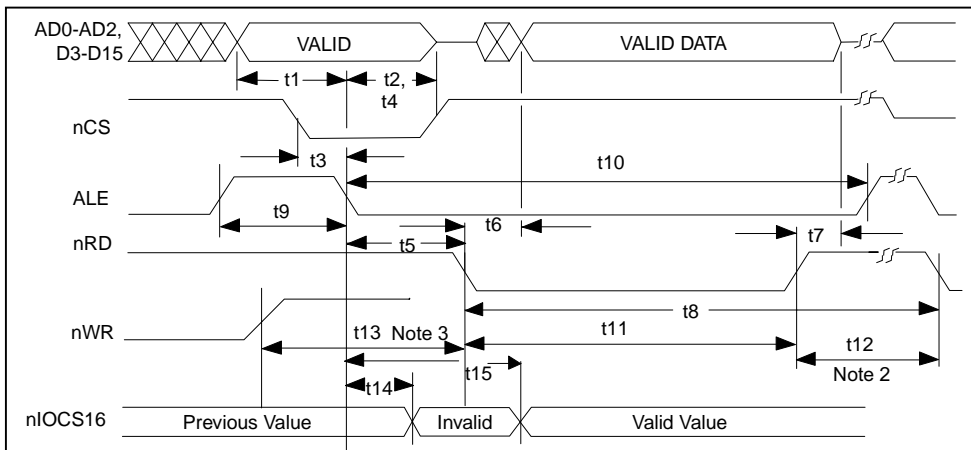 AD0-AD2,
D3-D15
VALID
VALID DATA
t1
t2,
t4
nCS
t3
t10
ALE
t9
t6
t5
t7
nRD
t8
nWR
t13 Note 3
t11
t12
Note 2
t15
t14
nIOCS16
Previous Value
Invalid
Valid Value